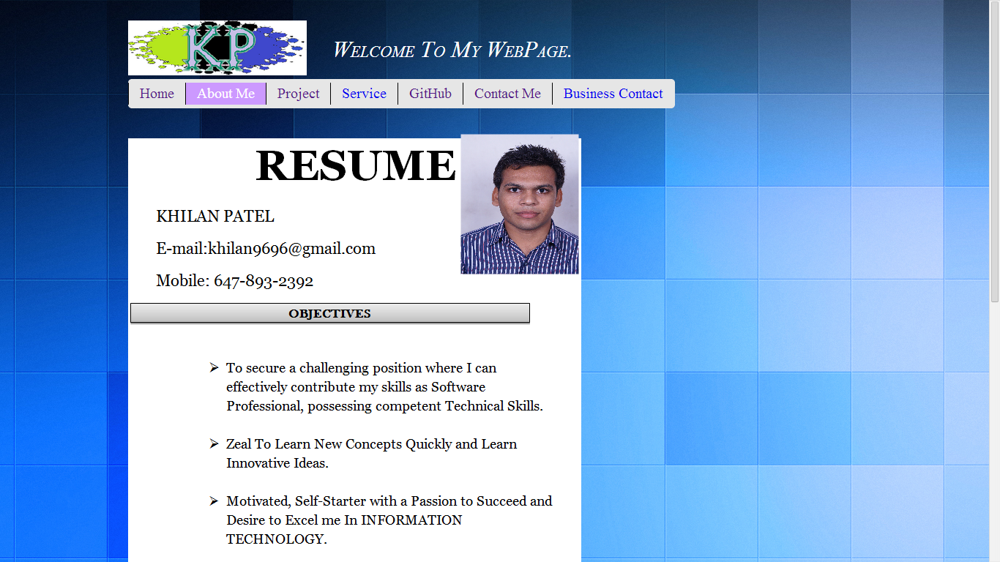 KP
Welcome To My WebPage.
Home About Me Project Service GitHub Contact Me Business Contact
RESUME
KHILAN PATEL
E-mail:khilan9696@gmail.com
Mobile: 647-893-2392
OBJECTIVES
To secure a challenging position where I can
effectively contribute my skills as Software
Professional, possessing competent Technical Skills.
Zeal To Learn New Concepts Quickly and Learn
Innovative Ideas.
Motivated, Self-Starter with a Passion to Succeed and
Desire to Excel me In INFORMATION
TECHNOLOGY.